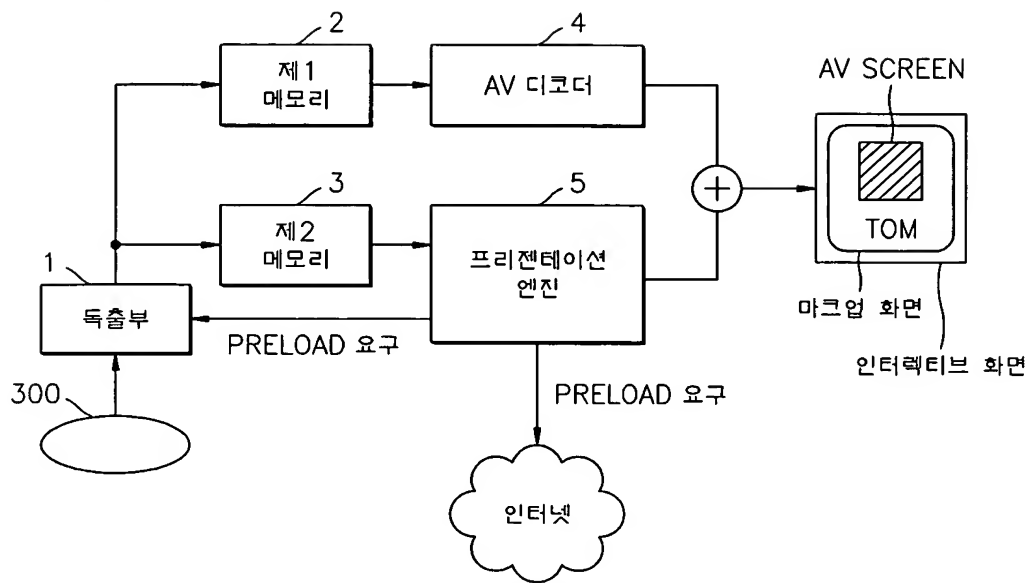 2
제1
메모리
4
AV 디코더
AV SCREEN
TOM
마크업 화면
인터렉티브 화면
3
제2
메모리
5
프리젠테이션
엔진
1
독출부
PRELOAD 요구
300
PRELOAD 요구
인터넷